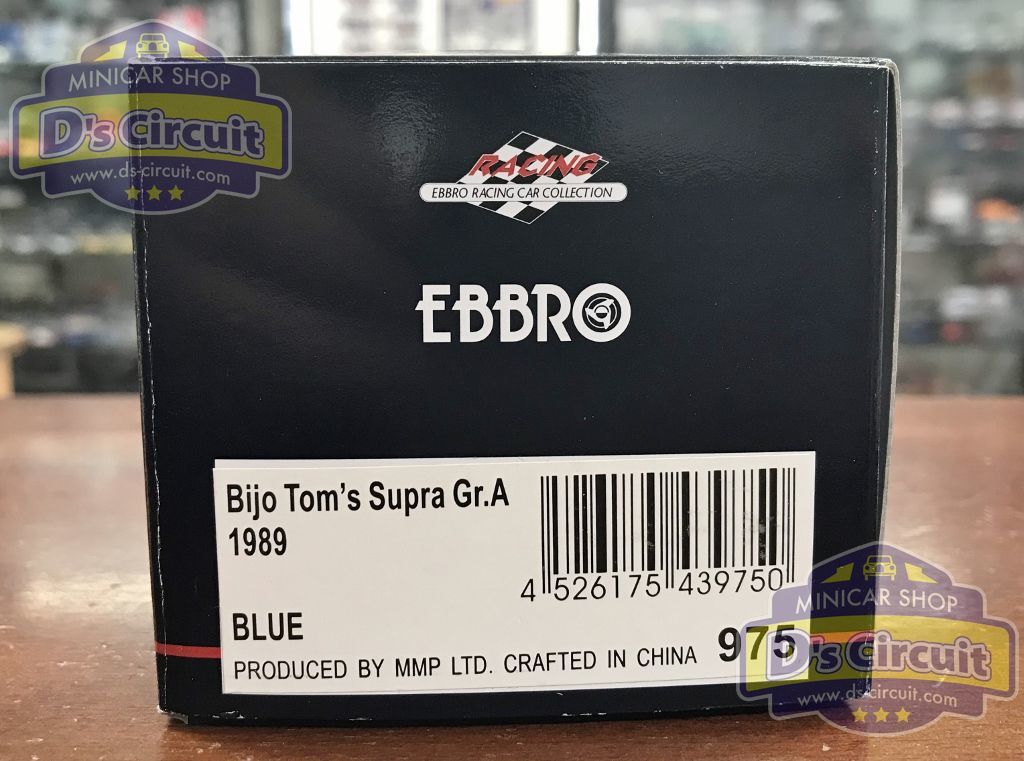 MINICAR SHOP
D's Circuit
www.ds-circuit.com
RACING
EBBRO RACING CAR COLLECTION
EBBRO
Bijo Tom's Supra Gr.A
1989
4 526175 439750
BLUE
975
PRODUCED BY MMP LTD. CRAFTED IN CHINA
MINICAR SHOP
D's Circuit
www.ds-circuit.com